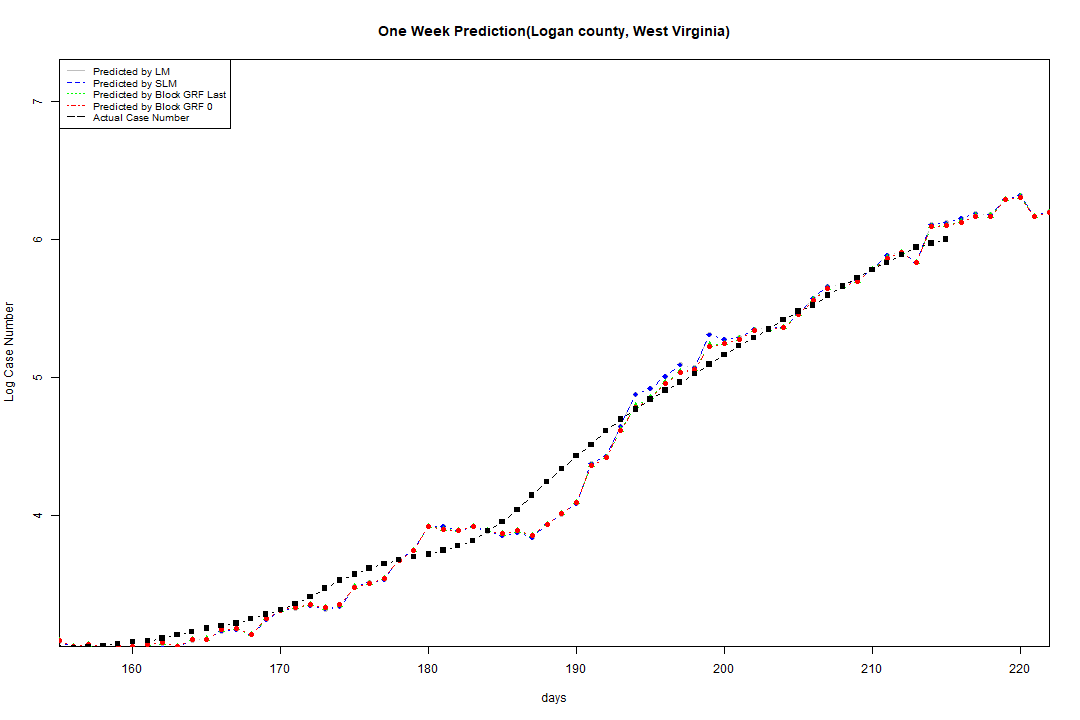 One Week Prediction(Logan county, West Virginia)
Predicted by LM
Predicted by SLM
Predicted by Block GRF Last
Predicted by Block GRF 0
Actual Case Number
7
6
5
4
Log Case Number
160 170 180 190 200 210 220
days